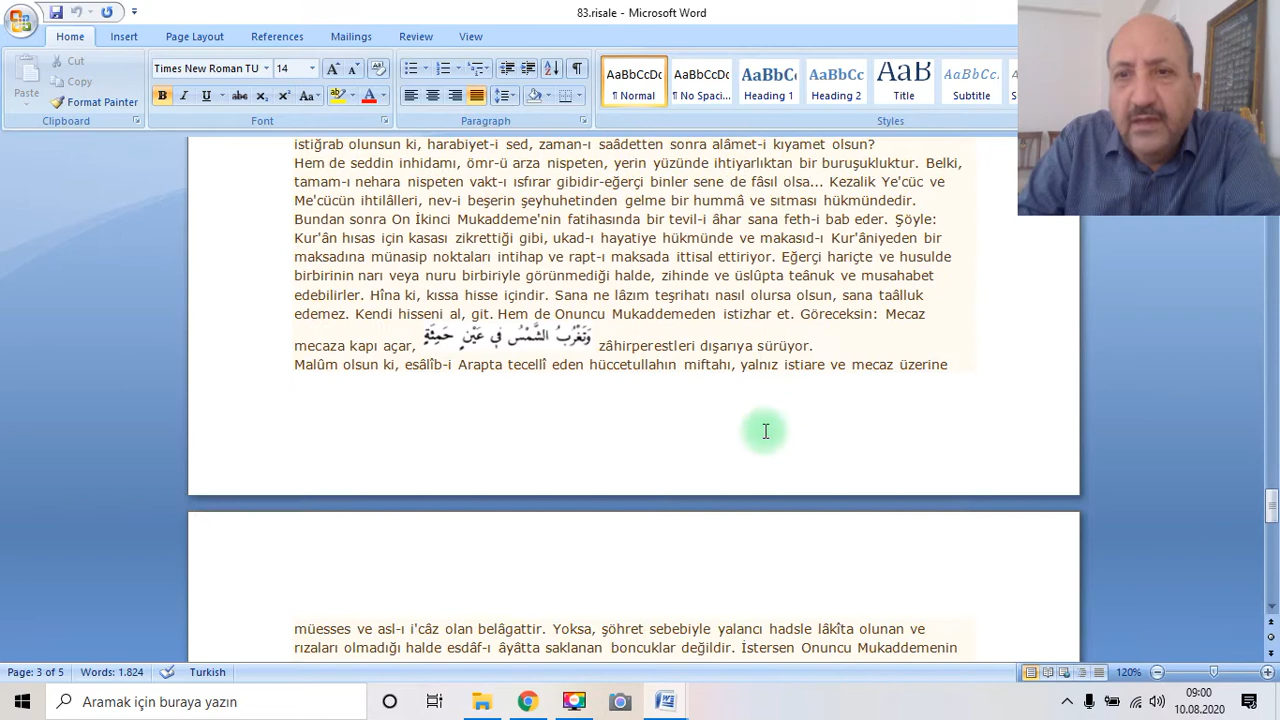 83.risale - Microsoft Word
Home Insert Page Layout References Mailings Review View
Paste
Cut
Copy
Format Painter
Clipboard
Times New Roman TU 14
Font
Paragraph
AaBbCcDc AaBbCcDc AaBbCc AaBbCc AaB AaBbCc.
¶ Normal ¶ No Spaci... Heading 1 Heading 2 Title Subtitle
Styles
istiğrab olunsun ki, harabiyet-i sed, zaman-ı saâdetten sonra alâmet-i kıyamet olsun?
Hem de seddin inhidamı, ömr-ü arza nispeten, yerin yüzünde ihtiyarlıktan bir buruşukluktur. Belki,
tamam-ı nehara nispeten vakt-ı ısfırar gibidir-eğerçi binler sene de fâsıl olsa... Kezalik Ye'cüc ve
Me'cücün ihtilâlleri, nev-i beşerin şeyhuhetinden gelme bir hummâ ve sıtması hükmündedir.
Bundan sonra On İkinci Mukaddeme'nin fatihasında bir tevil-i âhar sana feth-i bab eder. Şöyle:
Kur'ân hısas için kasası zikrettiği gibi, ukad-ı hayatiye hükmünde ve makasıd-ı Kur'âniyeden bir
maksadına münasip noktaları intihap ve rapt-ı maksada ittisal ettiriyor. Eğerçi hariçte ve husulde
birbirinin narı veya nuru birbiriyle görünmediği halde, zihinde ve üslûpta teânuk ve musahabet
edebilirler. Hîna ki, kıssa hisse içindir. Sana ne lâzım teşrihatı nasıl olursa olsun, sana taâlluk
edemez. Kendi hisseni al, git. Hem de Onuncu Mukaddemeden istizhar et. Göreceksin: Mecaz
mecaza kapı açar, وَتَغْرُبُ الشَّمْسُ فِي عَيْنٍ حَمِئَةٍ zâhirperestleri dışarıya sürüyor.
Malûm olsun ki, esâlîb-i Arapta tecellî eden hüccetullahın miftahı, yalnız istiare ve mecaz üzerine
müesses ve asl-ı i'câz olan belâgattir. Yoksa, şöhret sebebiyle yalancı hadsle lâkîta olunan ve
rızaları olmadığı halde esdâf-ı âyâtta saklanan boncuklar değildir. İstersen Onuncu Mukaddemenin
Page: 3 of 5 Words: 1.824 Turkish 120%
Aramak için buraya yazın
09:00
10.08.2020